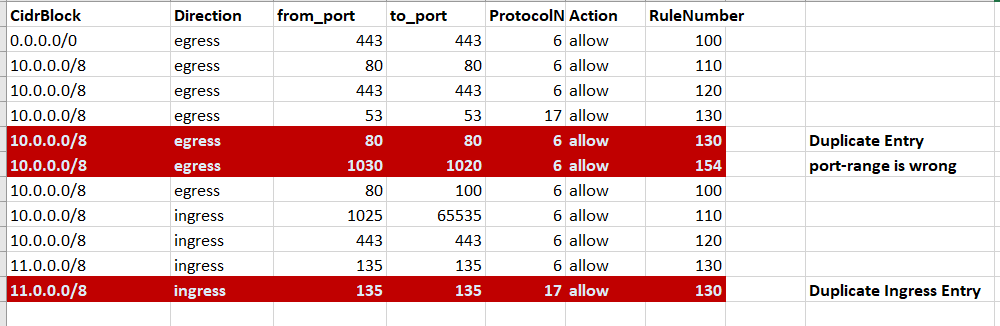 CidrBlock Direction from_port to_port ProtocolN Action RuleNumber
0.0.0.0/0 egress 443 443 6 allow 100
10.0.0.0/8 egress 80 80 6 allow 110
10.0.0.0/8 egress 443 443 6 allow 120
10.0.0.0/8 egress 53 53 17 allow 130
10.0.0.0/8 egress 80 80 6 allow 130 Duplicate Entry
10.0.0.0/8 egress 1030 1020 6 allow 154 port-range is wrong
10.0.0.0/8 egress 80 100 6 allow 100
10.0.0.0/8 ingress 1025 65535 6 allow 110
10.0.0.0/8 ingress 443 443 6 allow 120
11.0.0.0/8 ingress 135 135 6 allow 130
11.0.0.0/8 ingress 135 135 17 allow 130 Duplicate Ingress Entry